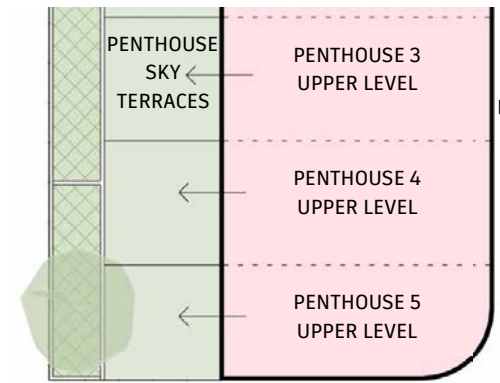 PENTHOUSE
SKY
TERRACES
PENTHOUSE 3
UPPER LEVEL
PENTHOUSE 4
UPPER LEVEL
PENTHOUSE 5
UPPER LEVEL